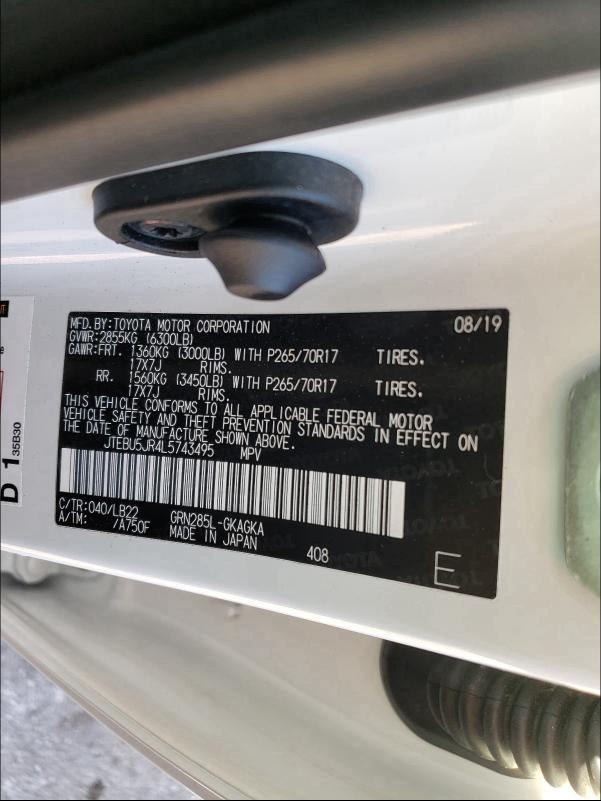 MFD. BY: TOYOTA MOTOR CORPORATION 08/19
GVWR: 2855KG (6300LB)
GAWR: FRT. 1360KG (3000LB) WITH P265/70R17 TIRES.
17X7J RIMS.
RR. 1560KG (3450LB) WITH P265/70R17 TIRES.
17X7J RIMS.
THIS VEHICLE CONFORMS TO ALL APPLICABLE FEDERAL MOTOR
VEHICLE SAFETY AND THEFT PREVENTION STANDARDS IN EFFECT ON
THE DATE OF MANUFACTURE SHOWN ABOVE.
JTEBU5JR4L5743495 MPV
C/TR: 040/LB22 GRN285L-GKAGKA
A/TM: /A750F MADE IN JAPAN 408
E
D 1
35B30